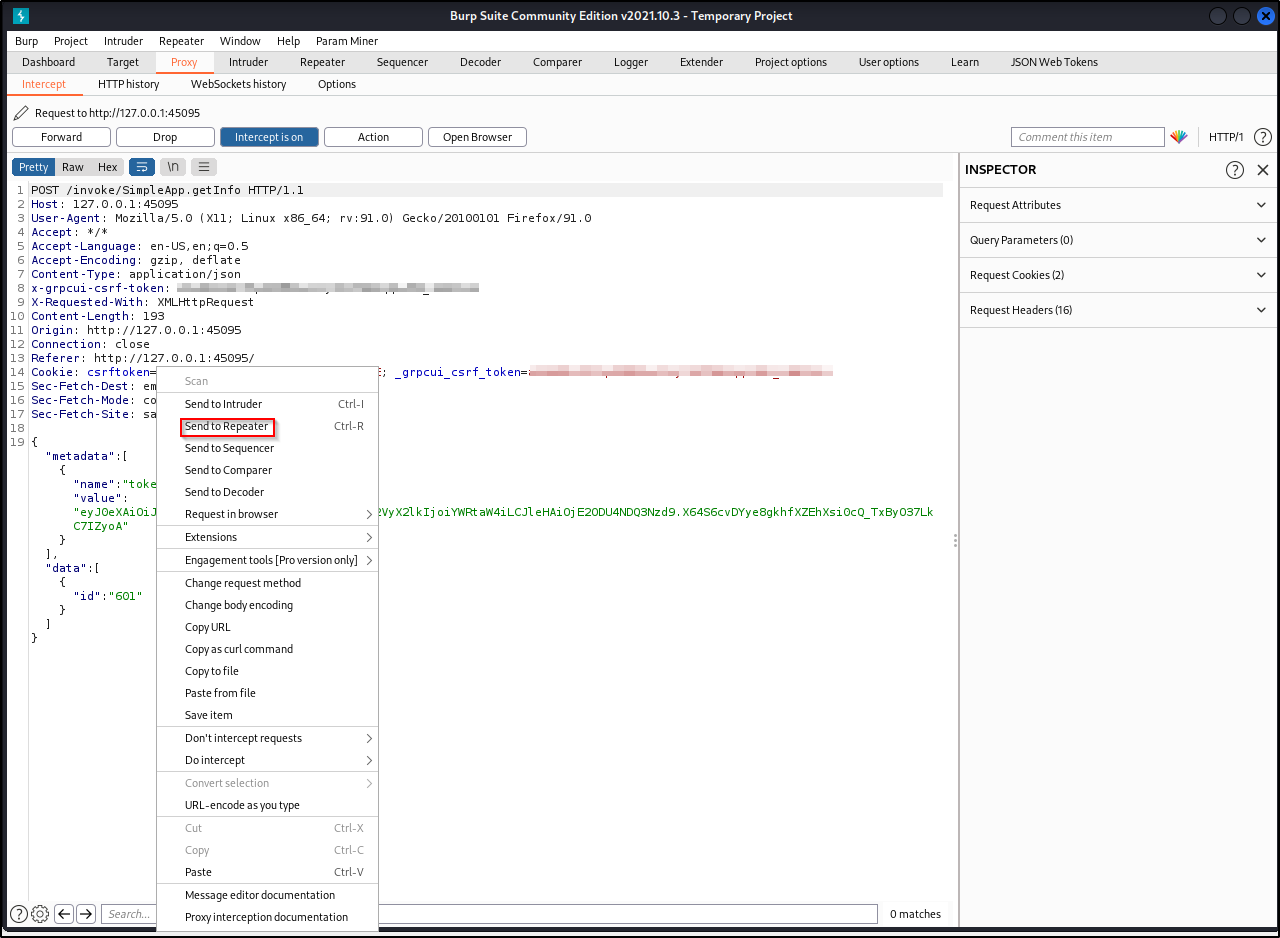 Burp Suite Community Edition v2021.10.3 - Temporary Project
Burp Project Intruder Repeater Window Help Param Miner
Dashboard Target Proxy Intruder Repeater Sequencer Decoder Comparer Logger Extender Project options User options Learn JSON Web Tokens
Intercept HTTP history WebSockets history Options
Request to http://127.0.0.1:45095
Forward Drop Intercept is on Action Open Browser Comment this item HTTP/1 ?
Pretty Raw Hex \n
INSPECTOR ?
Request Attributes
Query Parameters (0)
Request Cookies (2)
Request Headers (16)
1 POST /invoke/SimpleApp.getInfo HTTP/1.1
2 Host: 127.0.0.1:45095
3 User-Agent: Mozilla/5.0 (X11; Linux x86_64; rv:91.0) Gecko/20100101 Firefox/91.0
4 Accept: */*
5 Accept-Language: en-US,en;q=0.5
6 Accept-Encoding: gzip, deflate
7 Content-Type: application/json
8 x-grpcui-csrf-token:
9 X-Requested-With: XMLHttpRequest
10 Content-Length: 193
11 Origin: http://127.0.0.1:45095
12 Connection: close
13 Referer: http://127.0.0.1:45095/
14 Cookie: csrftoken= ; _grpcui_csrf_token=
15 Sec-Fetch-Dest: em
16 Sec-Fetch-Mode: co
17 Sec-Fetch-Site: sa
18
19 {
"metadata":[
{
"name":"toke
"value":
"eyJ0eXAiOiJ 2VyX2lkIjoiYWRtaW4iLCJleHAiOjE2ODU4NDQ3Nzd9.X64S6cvDYye8gkhfXZEhXsi0cQ_TxByO37Lk
C7IZyoA"
}
],
"data":[
{
"id":"601"
}
]
}
Scan
Send to Intruder Ctrl-I
Send to Repeater Ctrl-R
Send to Sequencer
Send to Comparer
Send to Decoder
Request in browser
Extensions
Engagement tools [Pro version only]
Change request method
Change body encoding
Copy URL
Copy as curl command
Copy to file
Paste from file
Save item
Don't intercept requests
Do intercept
Convert selection
URL-encode as you type
Cut Ctrl-X
Copy Ctrl-C
Paste Ctrl-V
Message editor documentation
Proxy interception documentation
? Search... 0 matches